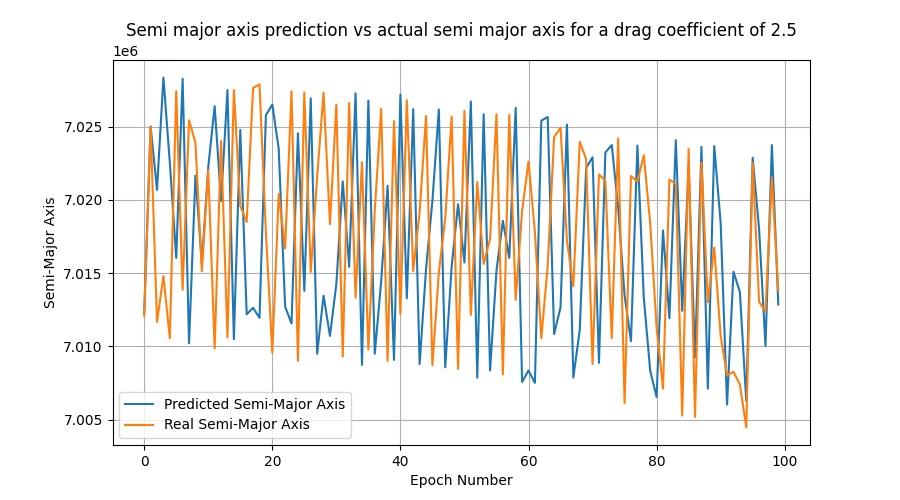 Semi major axis prediction vs actual semi major axis for a drag coefficient of 2.5
1e6
7.025
7.020
7.015
7.010
7.005
Semi-Major Axis
Predicted Semi-Major Axis
Real Semi-Major Axis
0 20 40 60 80 100
Epoch Number